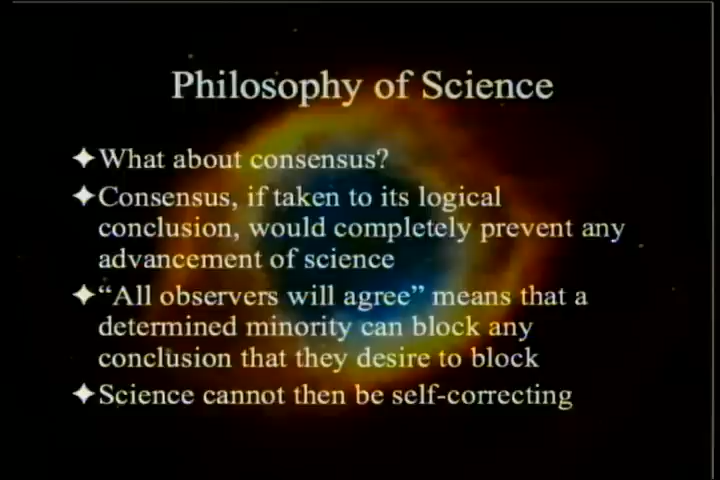 Philosophy of Science
✦What about consensus?
✦Consensus, if taken to its logical
conclusion, would completely prevent any
advancement of science
✦“All observers will agree” means that a
determined minority can block any
conclusion that they desire to block
✦Science cannot then be self-correcting